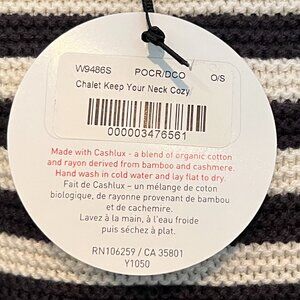 W9486S POCR/DCO O/S
Chalet Keep Your Neck Cozy
000003476561
Made with Cashlux - a blend of organic cotton
and rayon derived from bamboo and cashmere.
Hand wash in cold water and lay flat to dry.
Fait de Cashlux – un mélange de coton
biologique, de rayonne provenant de bambou
et de cachemire.
Lavez à la main, à l'eau froide
puis séchez à plat.
RN106259 / CA 35801
Y1050